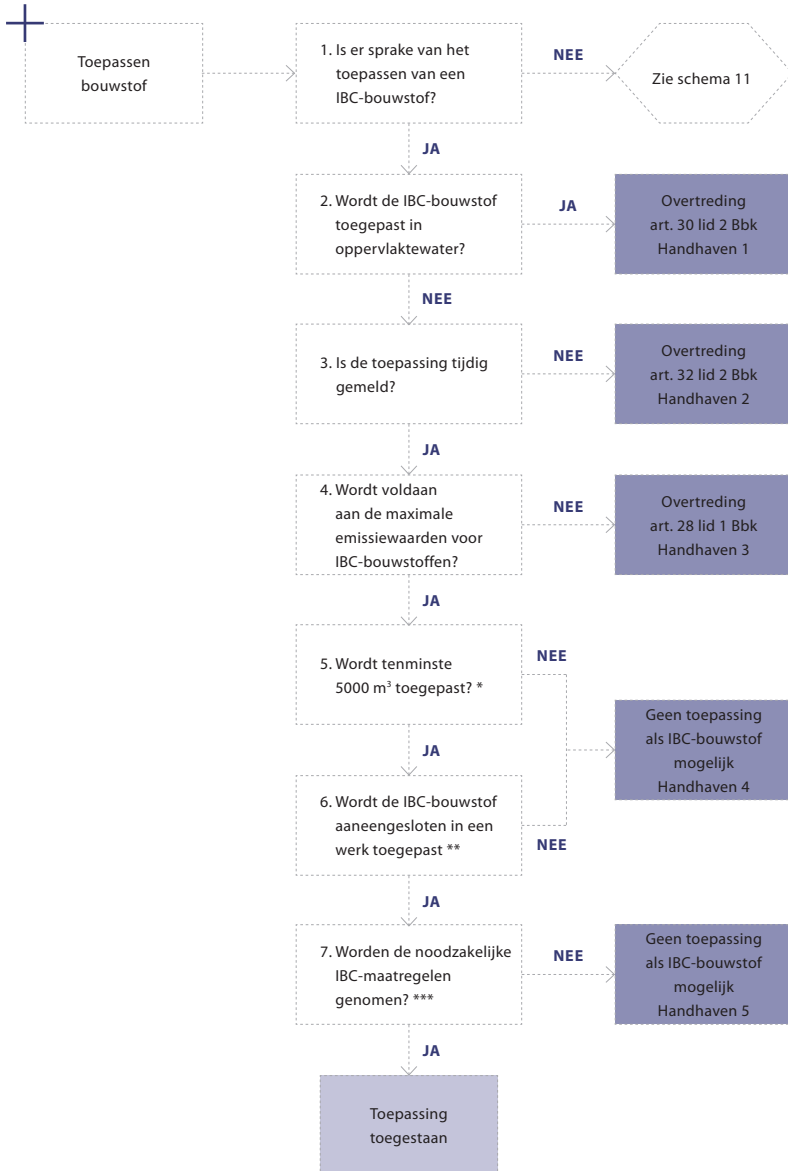 Toepassen
bouwstof
1. Is er sprake van het
toepassen van een
IBC-bouwstof?
NEE
Zie schema 11
JA
2. Wordt de IBC-bouwstof
toegepast in
oppervlaktewater?
JA
Overtreding
art. 30 lid 2 Bbk
Handhaven 1
NEE
3. Is de toepassing tijdig
gemeld?
NEE
Overtreding
art. 32 lid 2 Bbk
Handhaven 2
JA
4. Wordt voldaan
aan de maximale
emissiewaarden voor
IBC-bouwstoffen?
NEE
Overtreding
art. 28 lid 1 Bbk
Handhaven 3
JA
5. Wordt tenminste
5000 m³ toegepast? *
NEE
JA
Geen toepassing
als IBC-bouwstof
mogelijk
Handhaven 4
6. Wordt de IBC-bouwstof
aaneengesloten in een
werk toegepast **
NEE
JA
7. Worden de noodzakelijke
IBC-maatregelen
genomen? ***
NEE
Geen toepassing
als IBC-bouwstof
mogelijk
Handhaven 5
JA
Toepassing
toegestaan